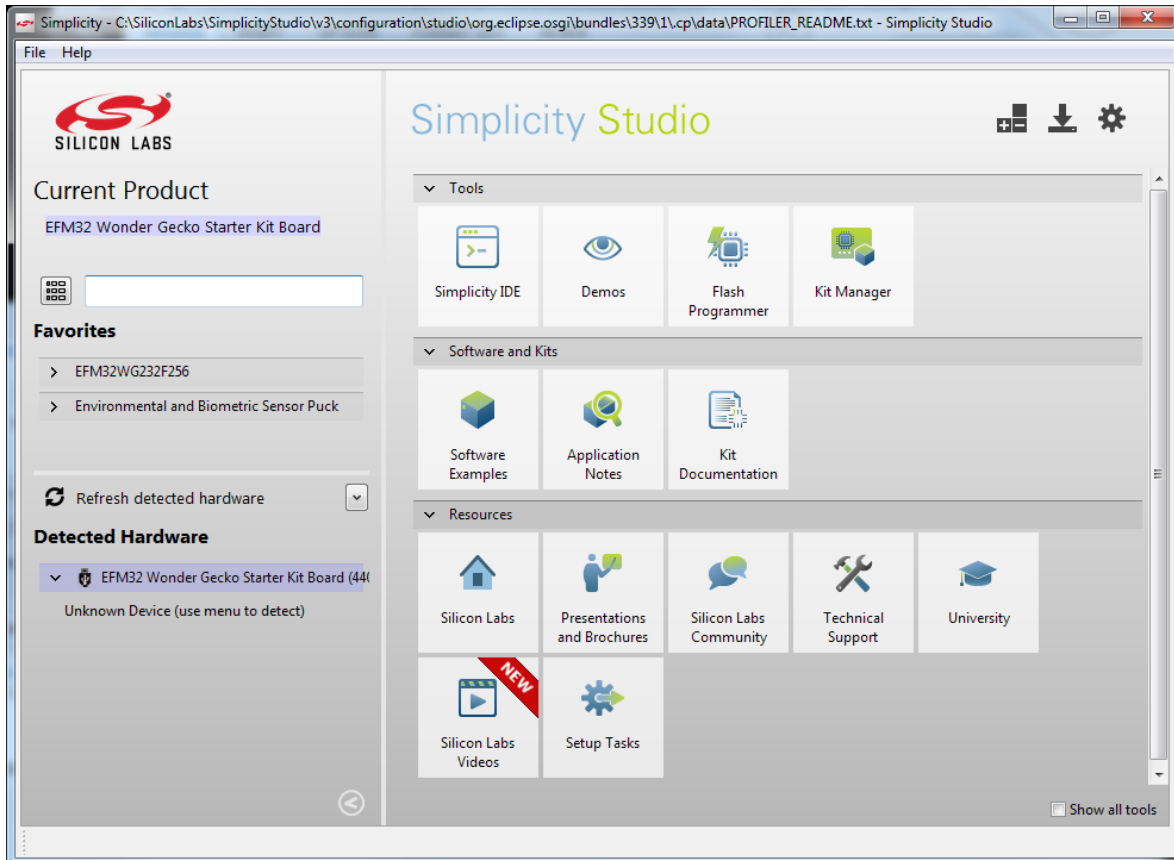 Simplicity - C:\SiliconLabs\SimplicityStudio\v3\configuration\studio\org.eclipse.osgi\bundles\339\1\.cp\data\PROFILER_README.txt - Simplicity Studio
File Help
SILICON LABS
Simplicity Studio
Current Product
EFM32 Wonder Gecko Starter Kit Board
Favorites
EFM32WG232F256
Environmental and Biometric Sensor Puck
Refresh detected hardware
Detected Hardware
EFM32 Wonder Gecko Starter Kit Board (440
Unknown Device (use menu to detect)
Tools
Simplicity IDE
Demos
Flash
Programmer
Kit Manager
Software and Kits
Software
Examples
Application
Notes
Kit
Documentation
Resources
Silicon Labs
Presentations
and Brochures
Silicon Labs
Community
Technical
Support
University
NEW
Silicon Labs
Videos
Setup Tasks
Show all tools